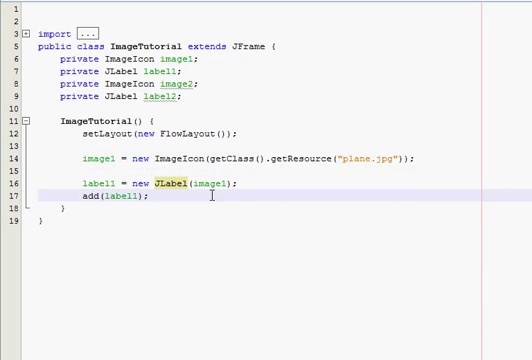 1
2
3 import ...
5 public class ImageTutorial extends JFrame {
6 private ImageIcon image1;
7 private JLabel label1;
8 private ImageIcon image2;
9 private JLabel label2;
10
11 ImageTutorial() {
12 setLayout(new FlowLayout());
13
14 image1 = new ImageIcon(getClass().getResource("plane.jpg"));
15
16 label1 = new JLabel(image1);
17 add(label1);
18 }
19 }